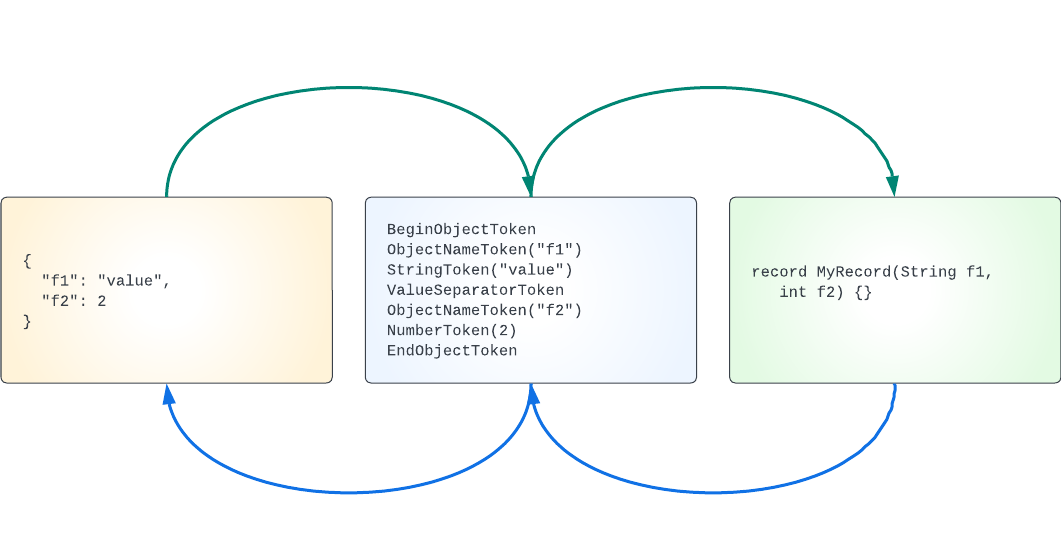 {
  "f1": "value",
  "f2": 2
}
BeginObjectToken
ObjectNameToken("f1")
StringToken("value")
ValueSeparatorToken
ObjectNameToken("f2")
NumberToken(2)
EndObjectToken
record MyRecord(String f1,
   int f2) {}